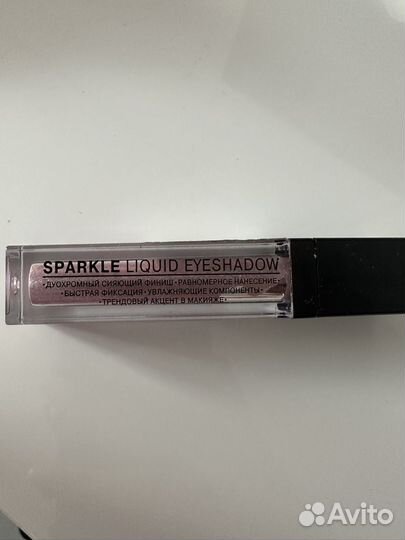 SPARKLE LIQUID EYESHADOW
•ДУОХРОМНЫЙ СИЯЮЩИЙ ФИНИШ•РАВНОМЕРНОЕ НАНЕСЕНИЕ•
•БЫСТРАЯ ФИКСАЦИЯ•УВЛАЖНЯЮЩИЕ КОМПОНЕНТЫ•
•ТРЕНДОВЫЙ АКЦЕНТ В МАКИЯЖЕ•
Avito